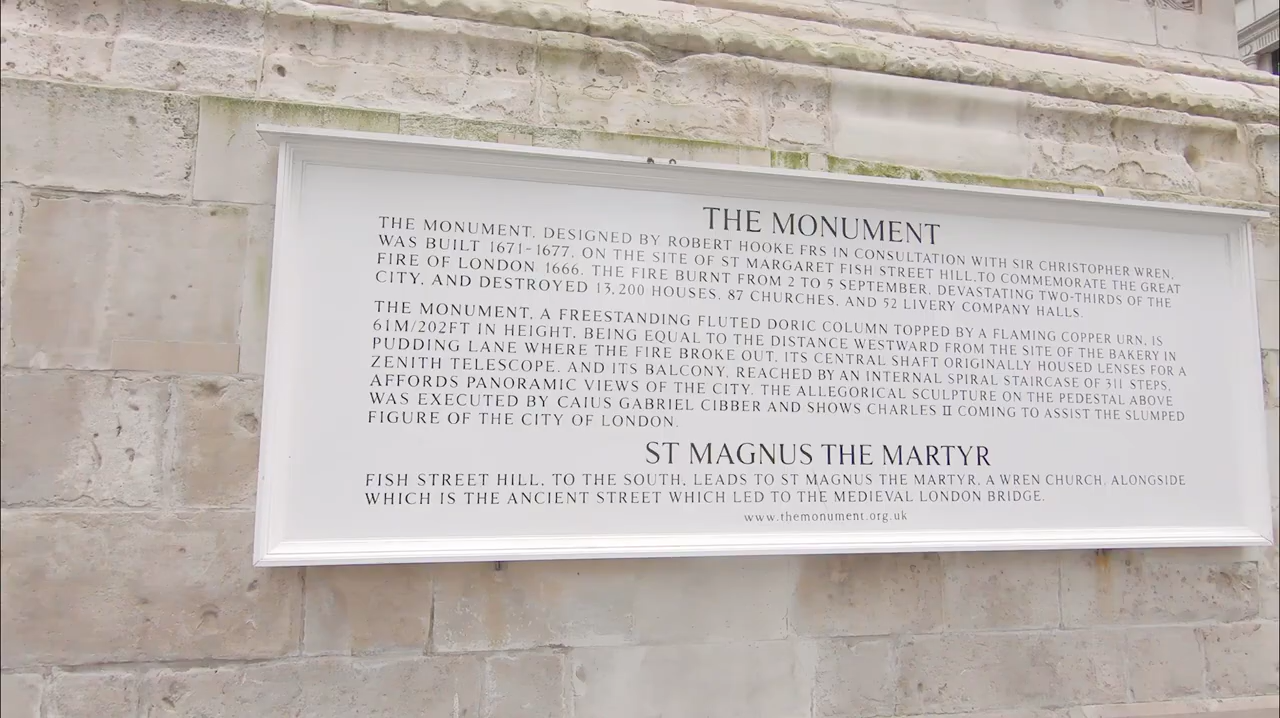 THE MONUMENT
THE MONUMENT, DESIGNED BY ROBERT HOOKE FRS IN CONSULTATION WITH SIR CHRISTOPHER WREN,
WAS BUILT 1671-1677, ON THE SITE OF ST MARGARET FISH STREET HILL, TO COMMEMORATE THE GREAT
FIRE OF LONDON 1666. THE FIRE BURNT FROM 2 TO 5 SEPTEMBER, DEVASTATING TWO-THIRDS OF THE
CITY, AND DESTROYED 13,200 HOUSES, 87 CHURCHES, AND 52 LIVERY COMPANY HALLS.
THE MONUMENT, A FREESTANDING FLUTED DORIC COLUMN TOPPED BY A FLAMING COPPER URN, IS
61M/202FT IN HEIGHT, BEING EQUAL TO THE DISTANCE WESTWARD FROM THE SITE OF THE BAKERY IN
PUDDING LANE WHERE THE FIRE BROKE OUT. ITS CENTRAL SHAFT ORIGINALLY HOUSED LENSES FOR A
ZENITH TELESCOPE, AND ITS BALCONY, REACHED BY AN INTERNAL SPIRAL STAIRCASE OF 311 STEPS,
AFFORDS PANORAMIC VIEWS OF THE CITY. THE ALLEGORICAL SCULPTURE ON THE PEDESTAL ABOVE
WAS EXECUTED BY CAIUS GABRIEL CIBBER AND SHOWS CHARLES II COMING TO ASSIST THE SLUMPED
FIGURE OF THE CITY OF LONDON.
ST MAGNUS THE MARTYR
FISH STREET HILL, TO THE SOUTH, LEADS TO ST MAGNUS THE MARTYR, A WREN CHURCH, ALONGSIDE
WHICH IS THE ANCIENT STREET WHICH LED TO THE MEDIEVAL LONDON BRIDGE.
www.themonument.org.uk